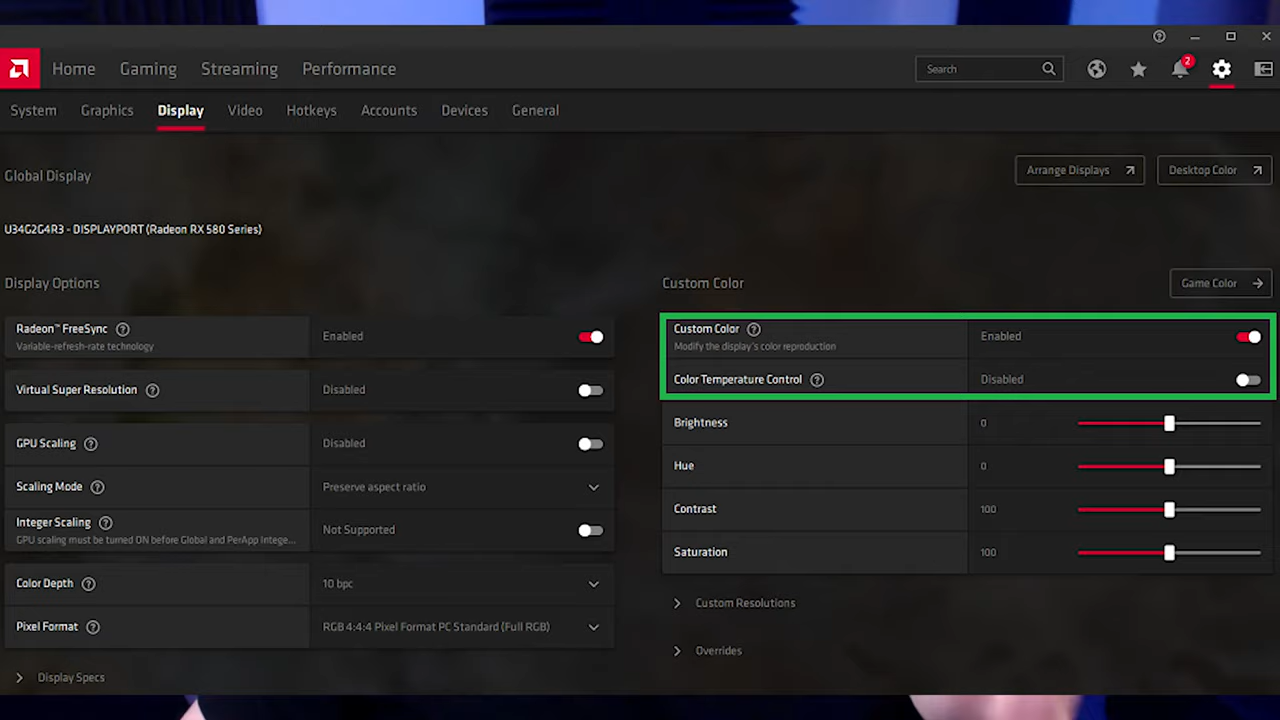 Home Gaming Streaming Performance Search 2
System Graphics Display Video Hotkeys Accounts Devices General
Global Display Arrange Displays Desktop Color
U34G2G4R3 - DISPLAYPORT (Radeon RX 580 Series)
Display Options
Radeon™ FreeSync Enabled
Variable-refresh-rate technology
Virtual Super Resolution Disabled
GPU Scaling Disabled
Scaling Mode Preserve aspect ratio
Integer Scaling Not Supported
GPU scaling must be turned ON before Global and PerApp Intege...
Color Depth 10 bpc
Pixel Format RGB 4:4:4 Pixel Format PC Standard (Full RGB)
Display Specs
Custom Color Game Color
Custom Color Enabled
Modify the display's color reproduction
Color Temperature Control Disabled
Brightness 0
Hue 0
Contrast 100
Saturation 100
Custom Resolutions
Overrides